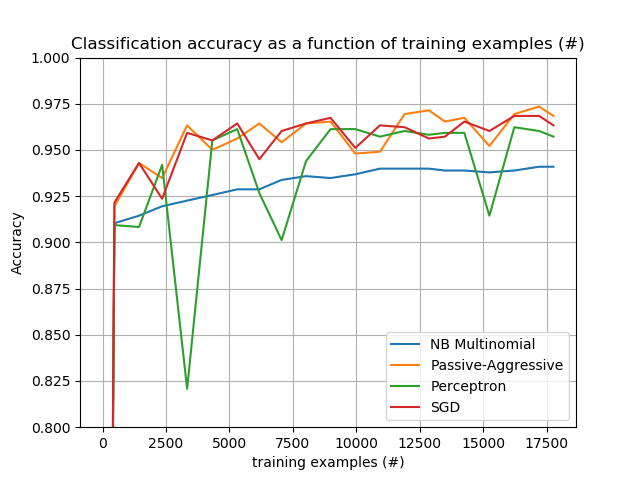 Classification accuracy as a function of training examples (#)
1.000
0.975
0.950
0.925
0.900
0.875
0.850
0.825
0.800
Accuracy
NB Multinomial
Passive-Aggressive
Perceptron
SGD
0 2500 5000 7500 10000 12500 15000 17500
training examples (#)